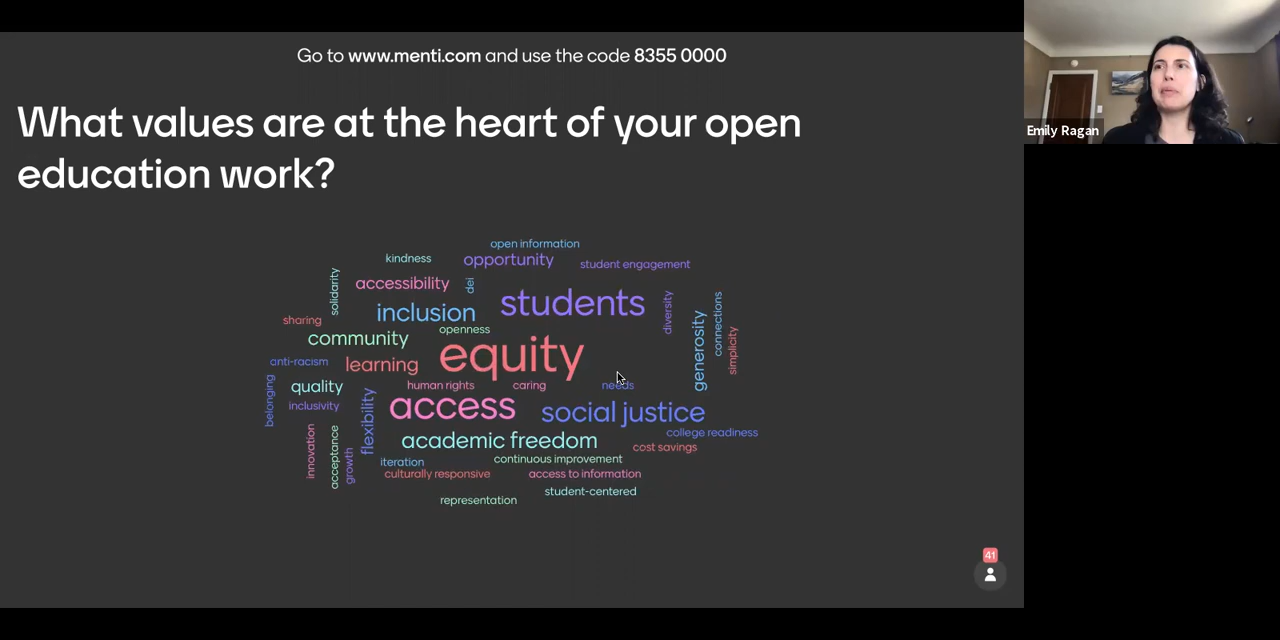 Go to www.menti.com and use the code 8355 0000
What values are at the heart of your open
education work?
open information
kindness
opportunity
student engagement
solidarity
accessibility
dei
students
diversity
connections
inclusion
sharing
openness
generosity
simplicity
community
equity
anti-racism
learning
belonging
quality
human rights
caring
needs
inclusivity
flexibility
access
social justice
innovation
acceptance
growth
academic freedom
college readiness
cost savings
iteration
continuous improvement
culturally responsive
access to information
student-centered
representation
41
Emily Ragan